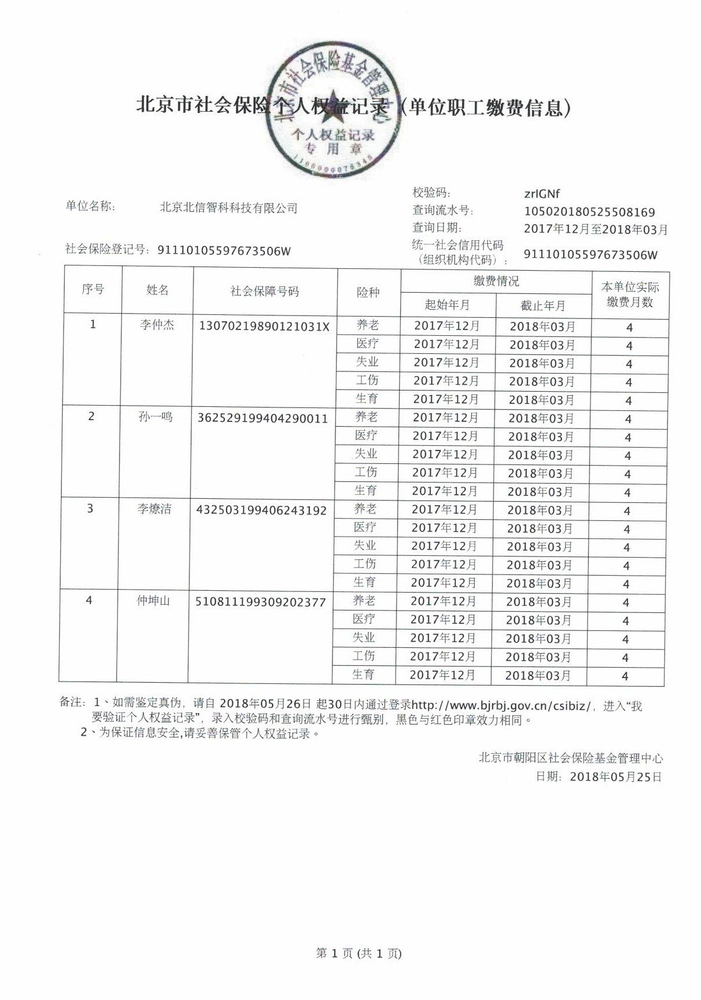 北京市社会保险个人权益记录（单位职工缴费信息）
北京市社会保险基金管理中心
个人权益记录
专用章
校验码： zrIGNf
单位名称： 北京北信智科科技有限公司
查询流水号： 105020180525508169
查询日期： 2017年12月至2018年03月
社会保险登记号：91110105597673506W
统一社会信用代码
（组织机构代码）： 91110105597673506W
序号 姓名 社会保障号码 险种 缴费情况 本单位实际
缴费月数
起始年月 截止年月
1 李仲杰 13070219890121031X 养老 2017年12月 2018年03月 4
医疗 2017年12月 2018年03月 4
失业 2017年12月 2018年03月 4
工伤 2017年12月 2018年03月 4
生育 2017年12月 2018年03月 4
2 孙一鸣 362529199404290011 养老 2017年12月 2018年03月 4
医疗 2017年12月 2018年03月 4
失业 2017年12月 2018年03月 4
工伤 2017年12月 2018年03月 4
生育 2017年12月 2018年03月 4
3 李燎洁 432503199406243192 养老 2017年12月 2018年03月 4
医疗 2017年12月 2018年03月 4
失业 2017年12月 2018年03月 4
工伤 2017年12月 2018年03月 4
生育 2017年12月 2018年03月 4
4 仲坤山 510811199309202377 养老 2017年12月 2018年03月 4
医疗 2017年12月 2018年03月 4
失业 2017年12月 2018年03月 4
工伤 2017年12月 2018年03月 4
生育 2017年12月 2018年03月 4
备注：1、如需鉴定真伪，请自 2018年05月26日 起30日内通过登录http://www.bjrbj.gov.cn/csibiz/，进入“我
要验证个人权益记录”，录入校验码和查询流水号进行甄别，黑色与红色印章效力相同。
2、为保证信息安全,请妥善保管个人权益记录。
北京市朝阳区社会保险基金管理中心
日期：2018年05月25日
第 1 页 (共 1 页)